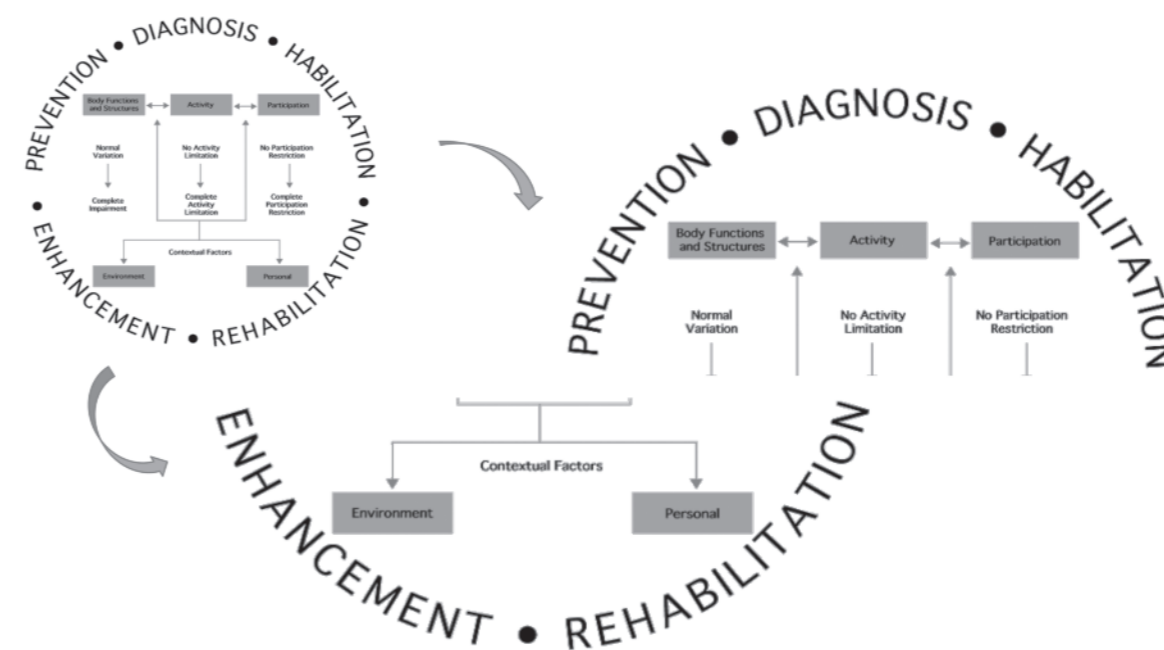 PREVENTION • DIAGNOSIS • HABILITATION
Body Functions
and Structures
Activity
Participation
Normal
Variation
No Activity
Limitation
No Participation
Restriction
Complete
Impairment
Complete
Activity
Limitation
Complete
Participation
Restriction
Contextual Factors
Environment
Personal
• ENHANCEMENT • REHABILITATION •
PREVENTION • DIAGNOSIS • HABILITATION
Body Functions
and Structures
Activity
Participation
Normal
Variation
No Activity
Limitation
No Participation
Restriction
Contextual Factors
Environment
Personal
ENHANCEMENT • REHABILITATION